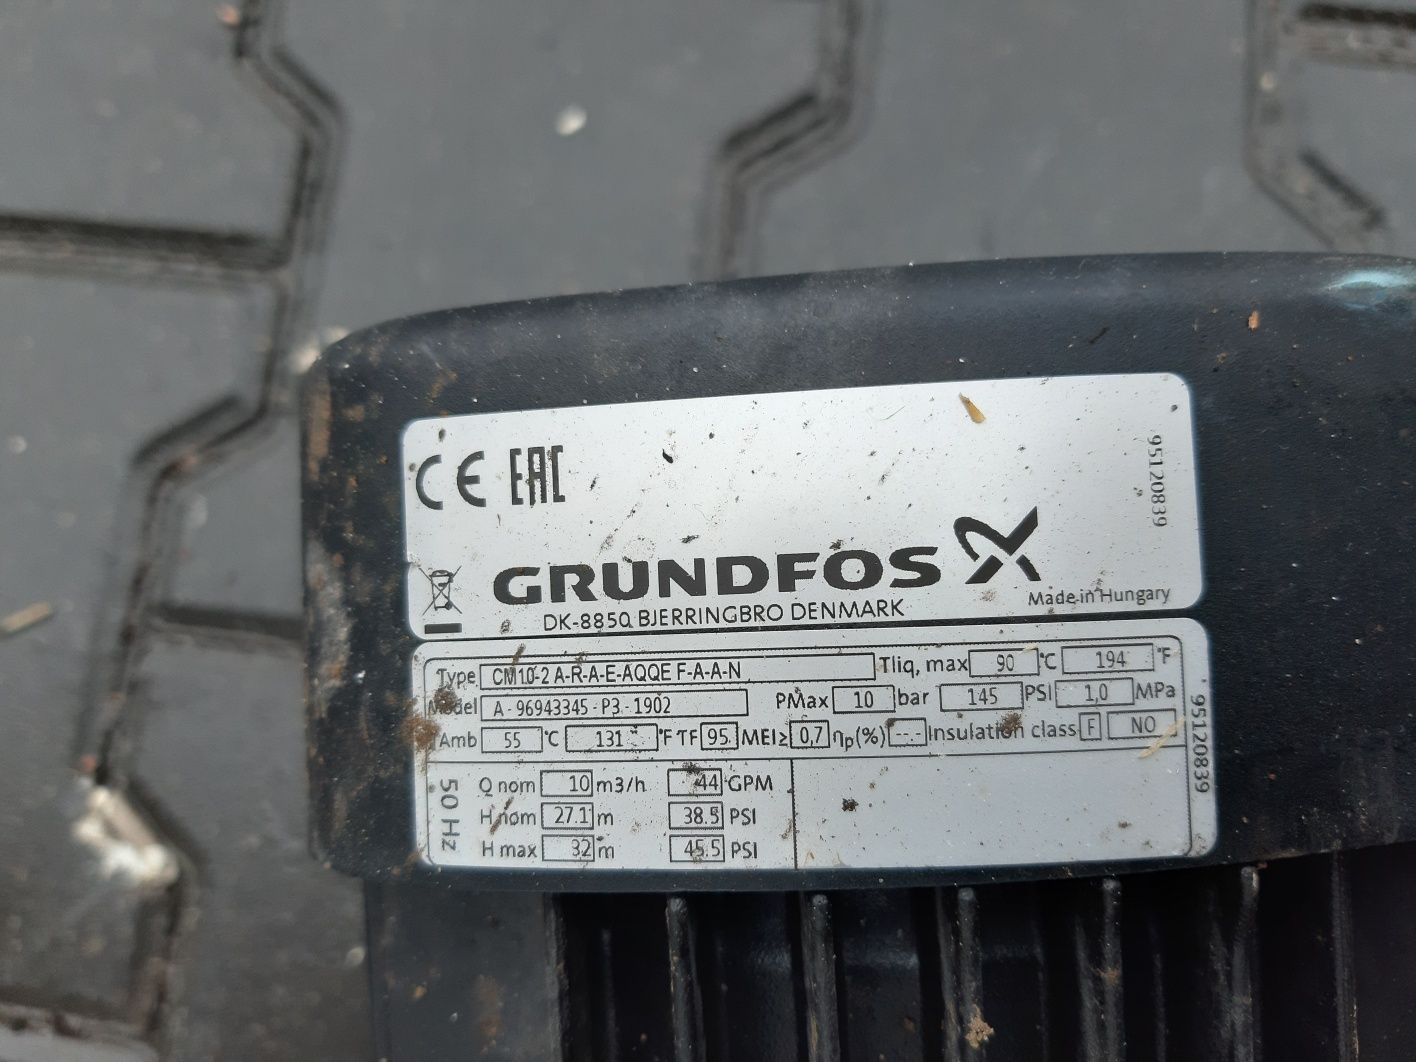 CE EAC
95120839
GRUNDFOS
DK-8850 BJERRINGBRO DENMARK
Made in Hungary
Type CM10-2 A-R-A-E-AQQE F-A-A-N Tliq, max 90 °C 194 °F
Model A - 96943345 - P3 - 1902 PMax 10 bar 145 PSI 1,0 MPa
Amb 55 °C 131 °F TF 95 MEI≥ 0,7 ηp(%) --.- Insulation class F NO
95120839
50 Hz
Q nom 10 m3/h 44 GPM
H nom 27.1 m 38.5 PSI
H max 32 m 45.5 PSI